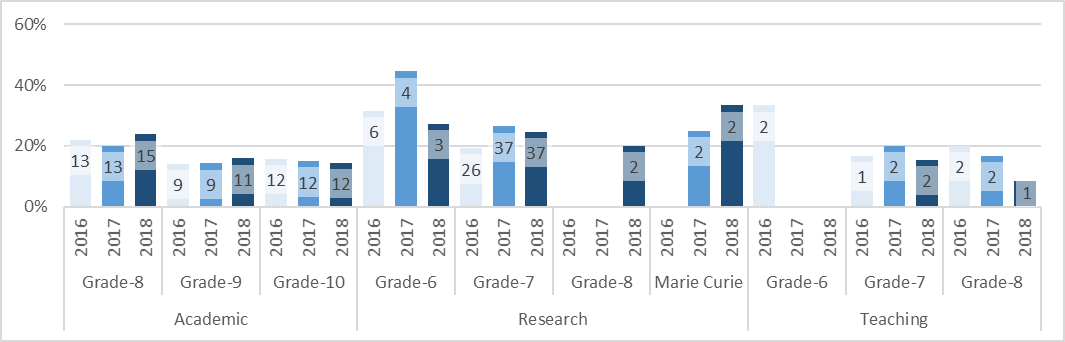 60%
40%
20%
0%
13 13 15 9 9 11 12 12 12 6 4 3 26 37 37 2 2 2 2 1 2 2 2 2 1
2016 2017 2018 2016 2017 2018 2016 2017 2018 2016 2017 2018 2016 2017 2018 2016 2017 2018 2016 2017 2018 2016 2017 2018 2016 2017 2018 2016 2017 2018
Grade-8 Grade-9 Grade-10 Grade-6 Grade-7 Grade-8 Marie Curie Grade-6 Grade-7 Grade-8
Academic Research Teaching